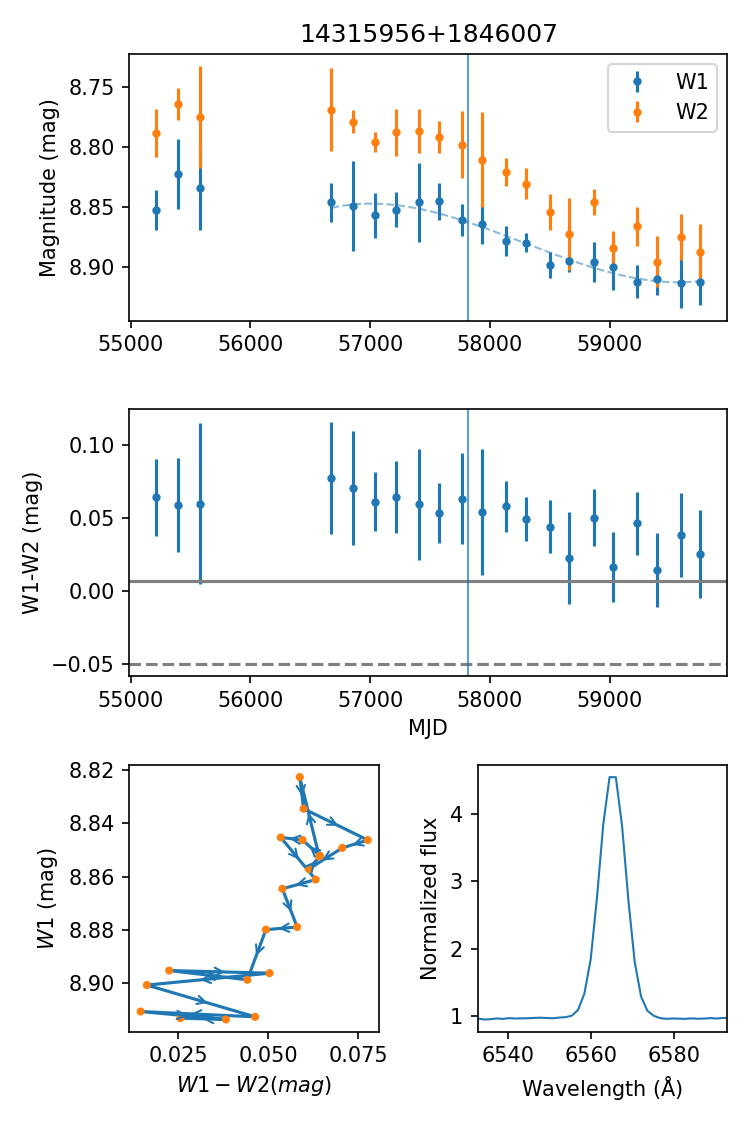 14315956+1846007
Magnitude (mag)
8.75
8.80
8.85
8.90
W1
W2
55000 56000 57000 58000 59000
W1-W2 (mag)
0.10
0.05
0.00
−0.05
55000 56000 57000 58000 59000
MJD
W1 (mag)
8.82
8.84
8.86
8.88
8.90
0.025 0.050 0.075
W1 − W2(mag)
Normalized flux
4
3
2
1
6540 6560 6580
Wavelength (Å)